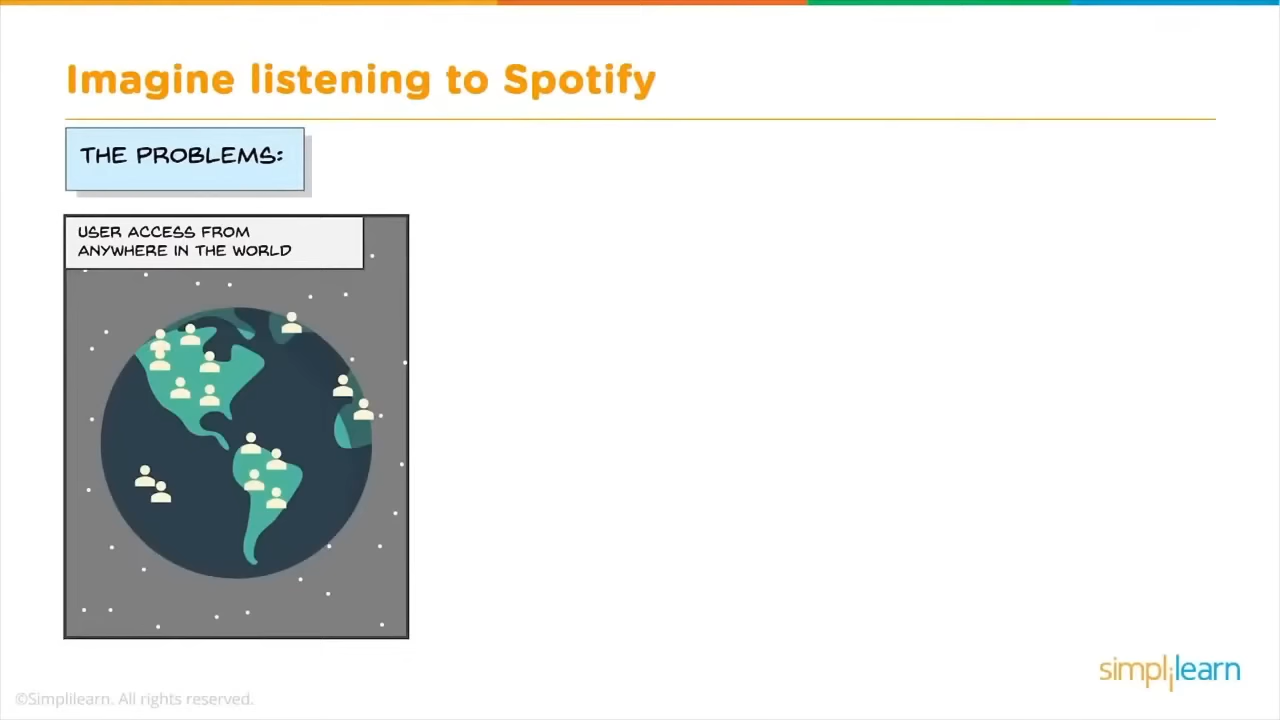 Imagine listening to Spotify
THE PROBLEMS:
USER ACCESS FROM
ANYWHERE IN THE WORLD
simplilearn
©Simplilearn. All rights reserved.